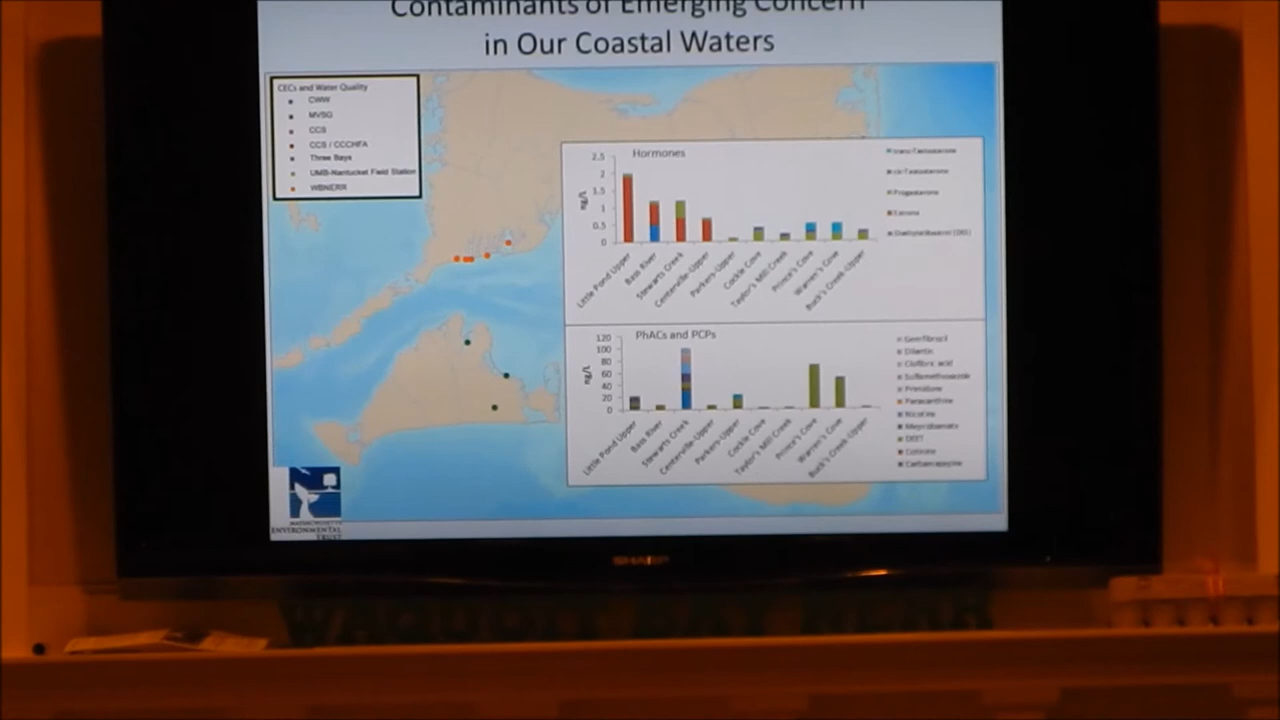 Contaminants of Emerging Concern
in Our Coastal Waters
CECs and Water Quality
CWW
MVSG
CCS
CCS / CCCHFA
Three Bays
UMB-Nantucket Field Station
WBNERR
Hormones
2.5
2
1.5
1
0.5
0
ng/L
Little Pond Upper
Bass River
Stewarts Creek
Centerville-Upper
Parkers-Upper
Cockle Cove
Taylor's Mill Creek
Prince's Cove
Warren's Cove
Buck's Creek-Upper
trans-Testosterone
cis-Testosterone
Progesterone
Estrone
Diethylstilbestrol (DES)
PhACs and PCPs
120
100
80
60
40
20
0
ng/L
Little Pond Upper
Bass River
Stewarts Creek
Centerville-Upper
Parkers-Upper
Cockle Cove
Taylor's Mill Creek
Prince's Cove
Warren's Cove
Buck's Creek-Upper
Gemfibrozil
Dilantin
Clofibric acid
Sulfamethoxazole
Primidone
Paraxanthine
Nicotine
Meprobamate
DEET
Cotinine
Carbamazepine
MASSACHUSETTS
ENVIRONMENTAL
TRUST
SHARP